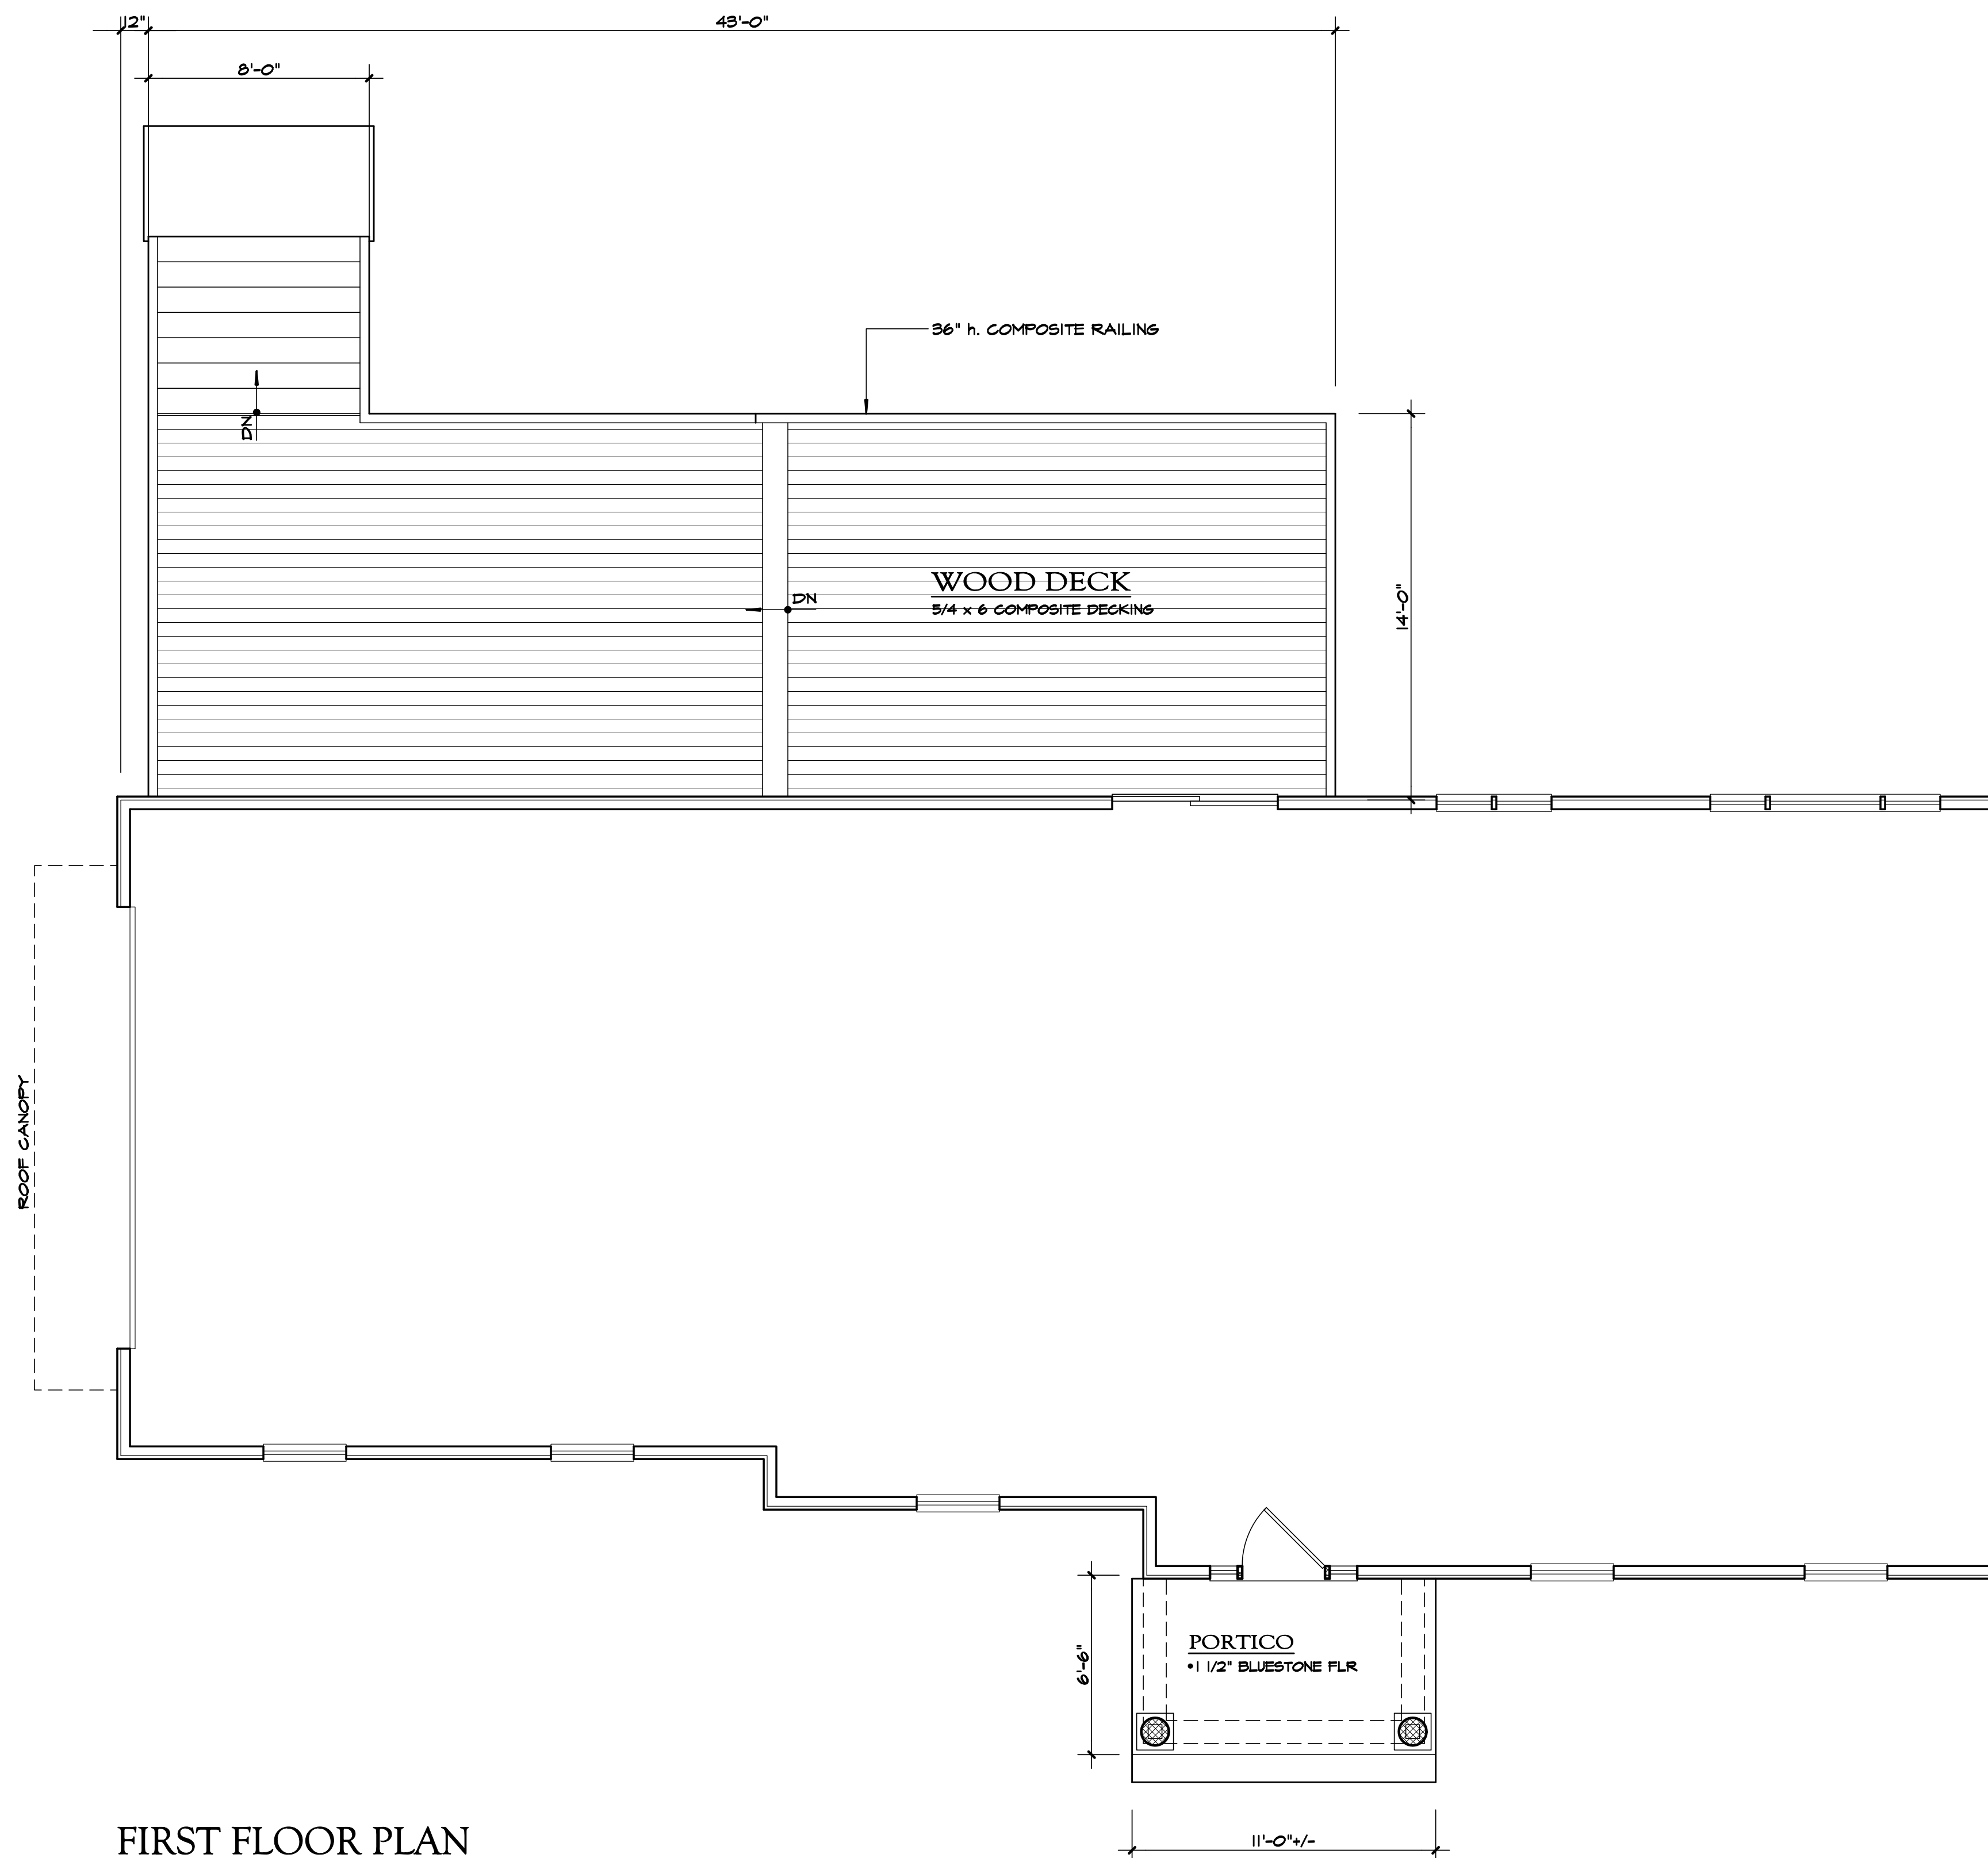 12"
43'-0"
8'-0"
36" h. COMPOSITE RAILING
DN
WOOD DECK
5/4 x 6 COMPOSITE DECKING
DN
14'-0"
ROOF CANOPY
PORTICO
•1 1/2" BLUESTONE FLR
6'-6"
11'-0"+/-
FIRST FLOOR PLAN